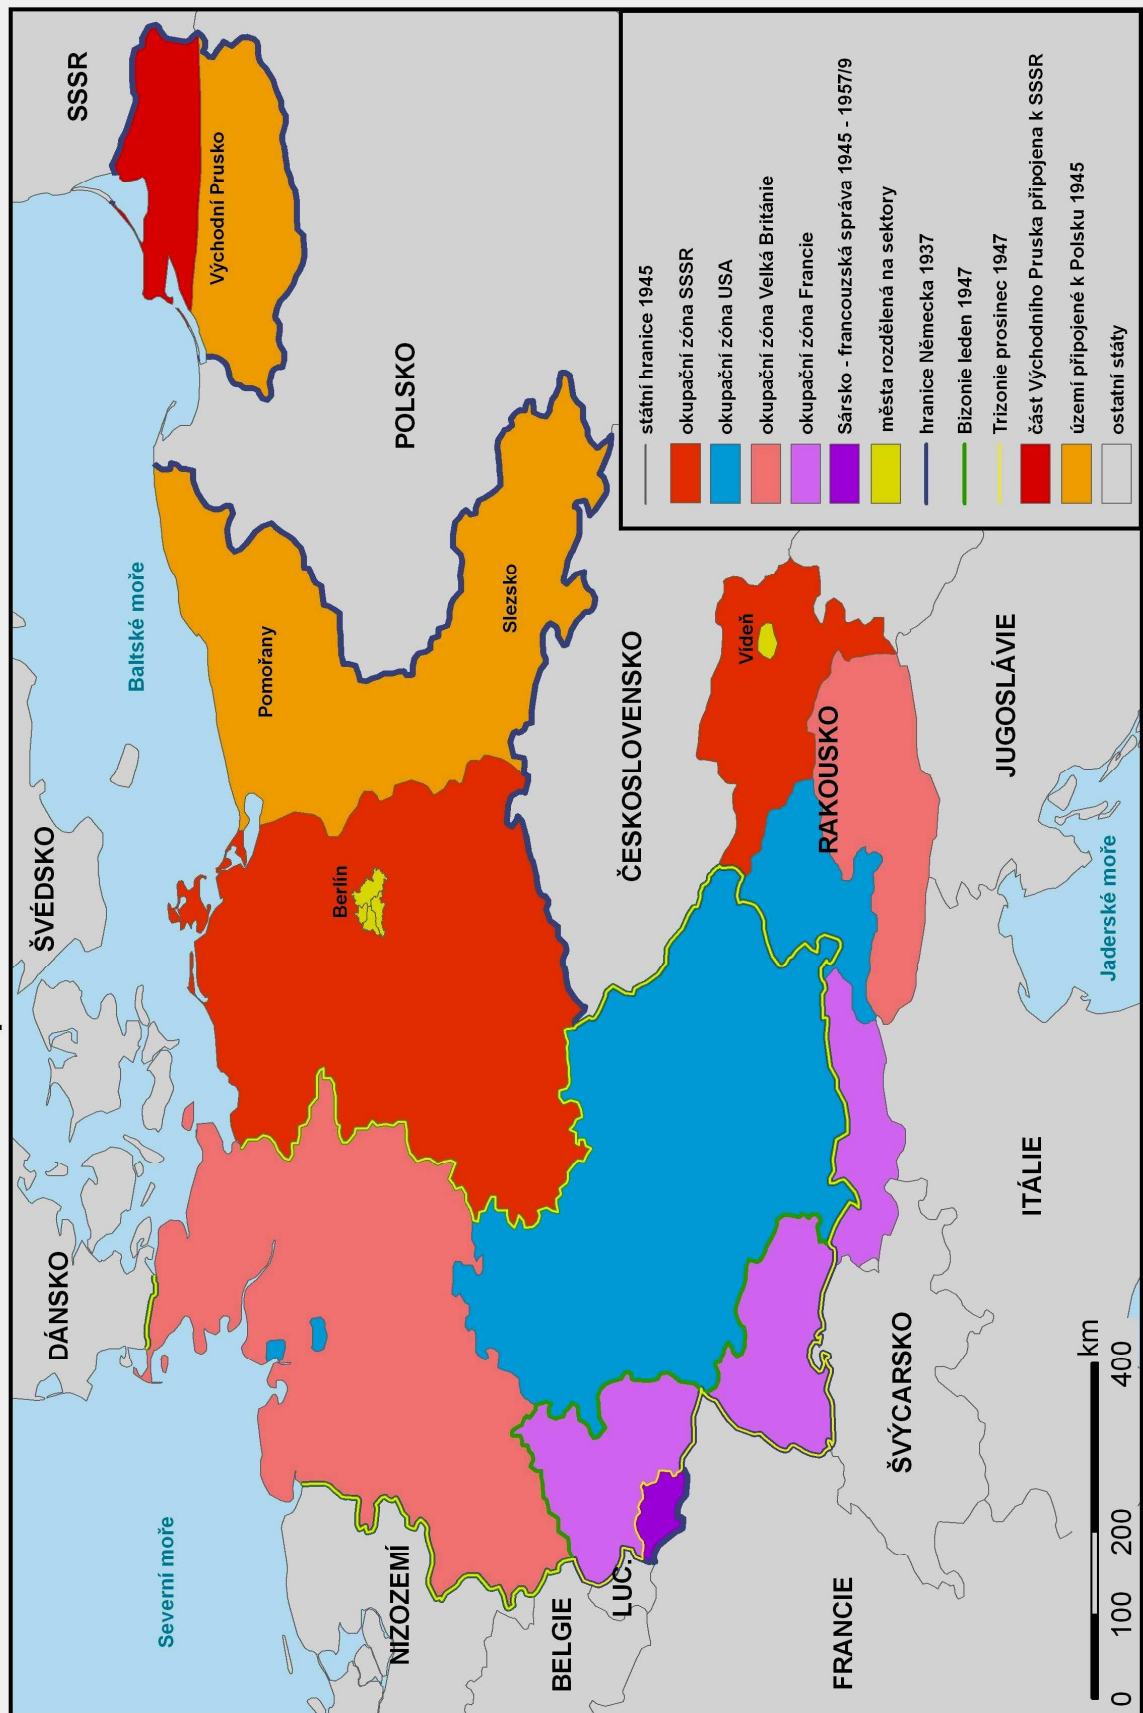 SSSR
Východní Prusko
POLSKO
Baltské moře
Pomořany
Slezsko
ŠVÉDSKO
Berlín
ČESKOSLOVENSKO
Vídeň
RAKOUSKO
JUGOSLÁVIE
Jaderské moře
DÁNSKO
Severní moře
NIZOZEMÍ
BELGIE
LUC.
FRANCIE
ŠVÝCARSKO
ITÁLIE
státní hranice 1945
okupační zóna SSSR
okupační zóna USA
okupační zóna Velká Británie
okupační zóna Francie
Sársko - francouzská správa 1945 - 1957/9
města rozdělená na sektory
hranice Německa 1937
Bizonie leden 1947
Trizonie prosinec 1947
část Východního Pruska připojena k SSSR
území připojené k Polsku 1945
ostatní státy
0 100 200 400
km